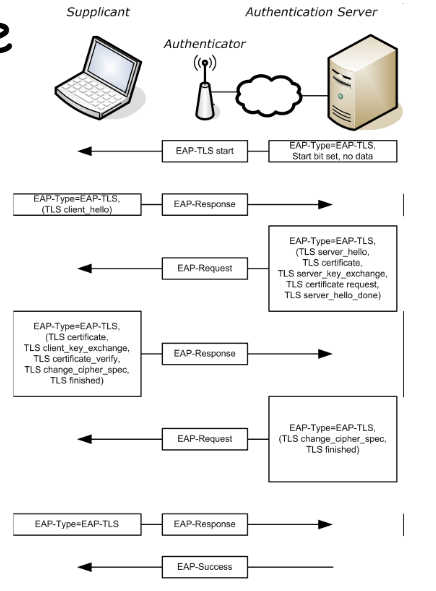 e
Supplicant
Authentication Server
Authenticator
EAP-TLS start
EAP-Type=EAP-TLS,
Start bit set, no data
EAP-Type=EAP-TLS,
(TLS client_hello)
EAP-Response
EAP-Request
EAP-Type=EAP-TLS,
(TLS server_hello,
TLS certificate,
TLS server_key_exchange,
TLS certificate request,
TLS server_hello_done)
EAP-Type=EAP-TLS,
(TLS certificate,
TLS client_key_exchange,
TLS certificate_verify,
TLS change_cipher_spec,
TLS finished)
EAP-Response
EAP-Request
EAP-Type=EAP-TLS,
(TLS change_cipher_spec,
TLS finished)
EAP-Type=EAP-TLS
EAP-Response
EAP-Success